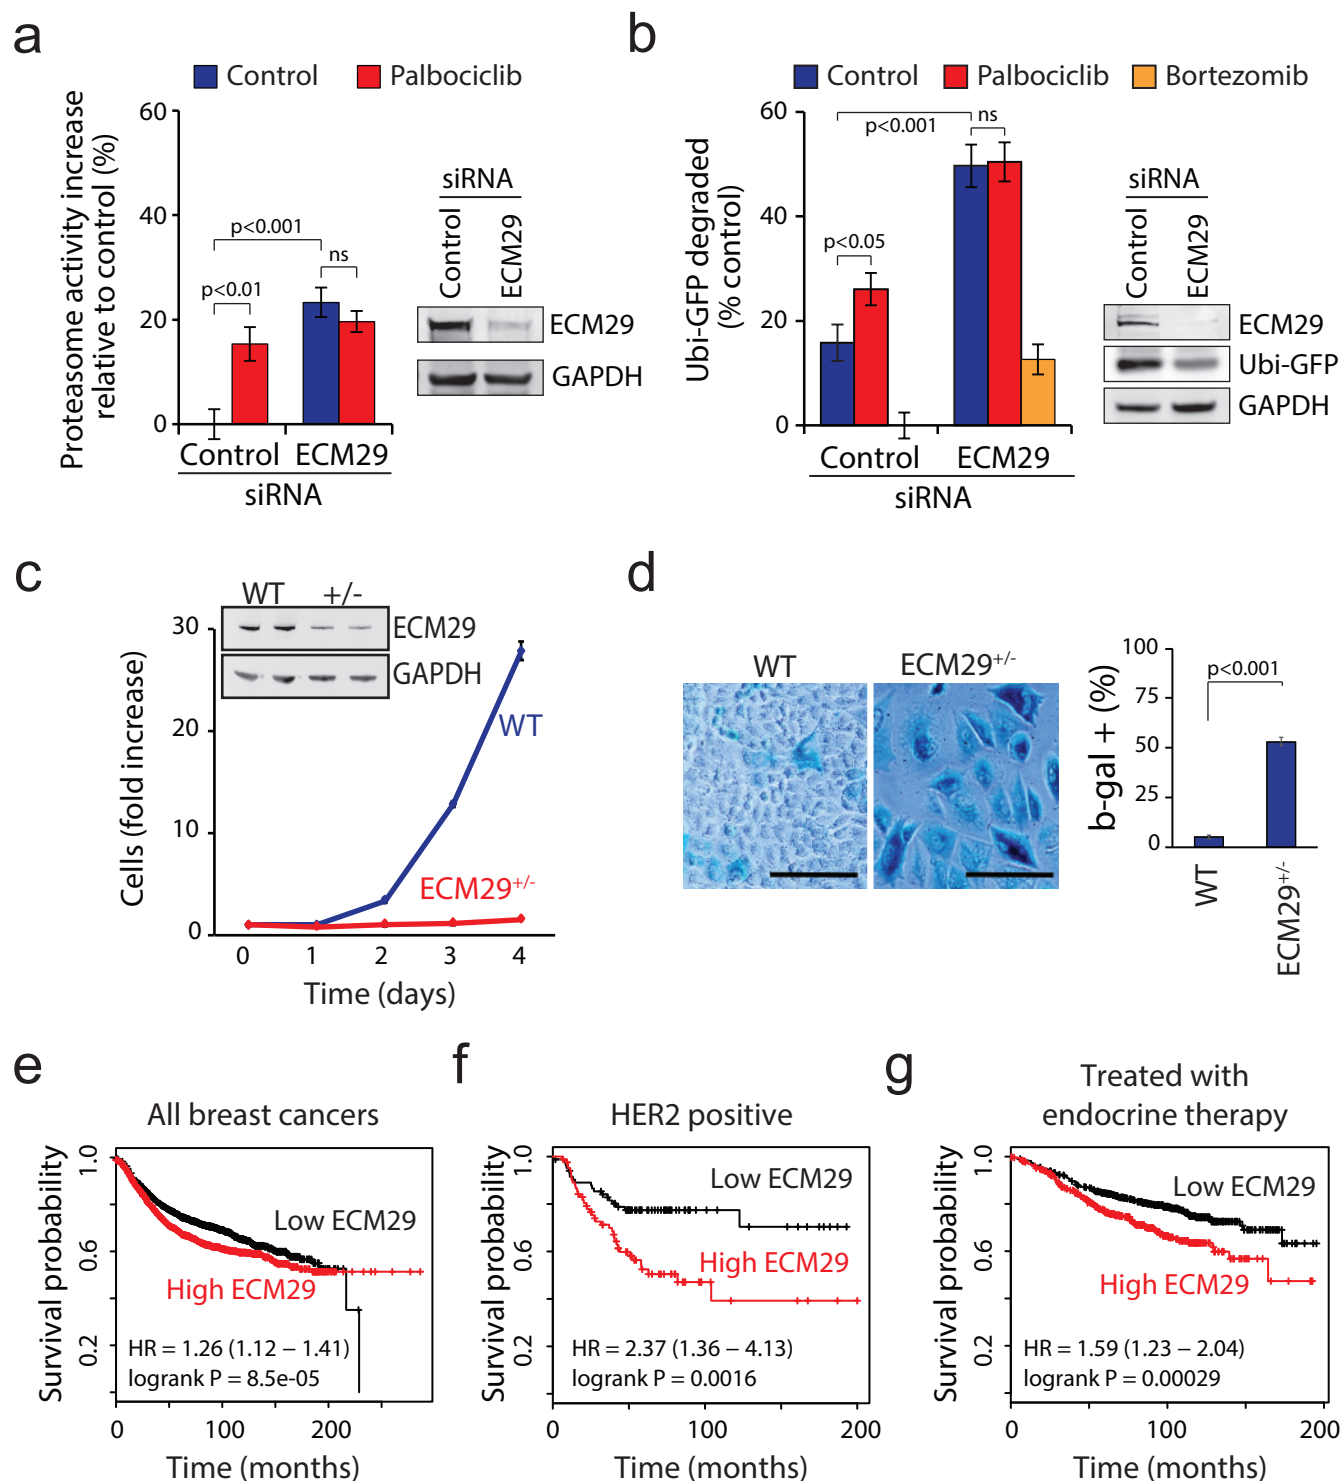 a
Control Palbociclib
Proteasome activity increase
relative to control (%)
60
40
20
0
p<0.001
p<0.01
ns
Control ECM29
siRNA
siRNA
Control
ECM29
ECM29
GAPDH
b
Control Palbociclib Bortezomib
Ubi-GFP degraded
(% control)
60
40
20
0
p<0.001
ns
p<0.05
Control ECM29
siRNA
siRNA
Control
ECM29
ECM29
Ubi-GFP
GAPDH
c
WT +/-
ECM29
GAPDH
Cells (fold increase)
30
20
10
0
WT
ECM29+/-
0 1 2 3 4
Time (days)
d
WT ECM29+/-
b-gal + (%)
100
75
50
25
0
p<0.001
WT
ECM29+/-
e
All breast cancers
Survival probability
1.0
0.6
0.2
Low ECM29
High ECM29
HR = 1.26 (1.12 – 1.41)
logrank P = 8.5e-05
0 100 200
Time (months)
f
HER2 positive
Survival probability
1.0
0.6
0.2
Low ECM29
High ECM29
HR = 2.37 (1.36 – 4.13)
logrank P = 0.0016
0 100 200
Time (months)
g
Treated with
endocrine therapy
Survival probability
1.0
0.6
0.2
Low ECM29
High ECM29
HR = 1.59 (1.23 – 2.04)
logrank P = 0.00029
0 100 200
Time (months)